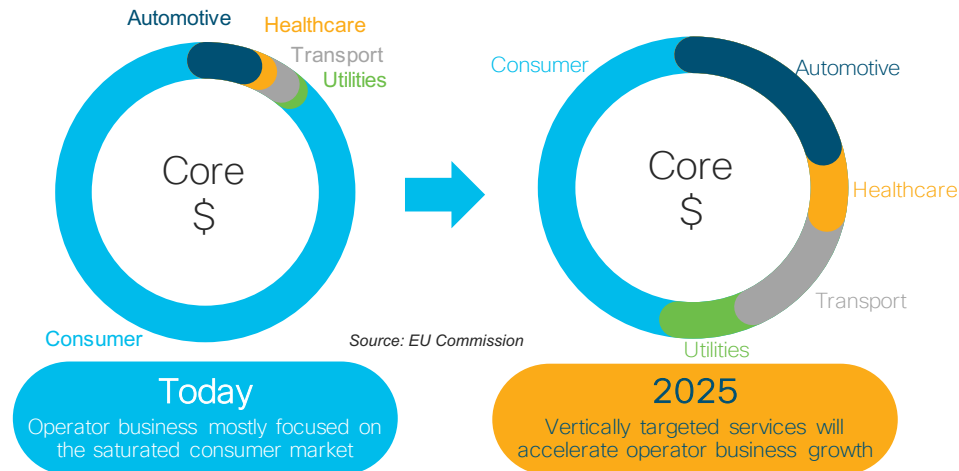 Automotive
Healthcare
Transport
Utilities
Core
$
Consumer
Consumer
Automotive
Core
$
Healthcare
Transport
Utilities
Source: EU Commission
Today
Operator business mostly focused on
the saturated consumer market
2025
Vertically targeted services will
accelerate operator business growth